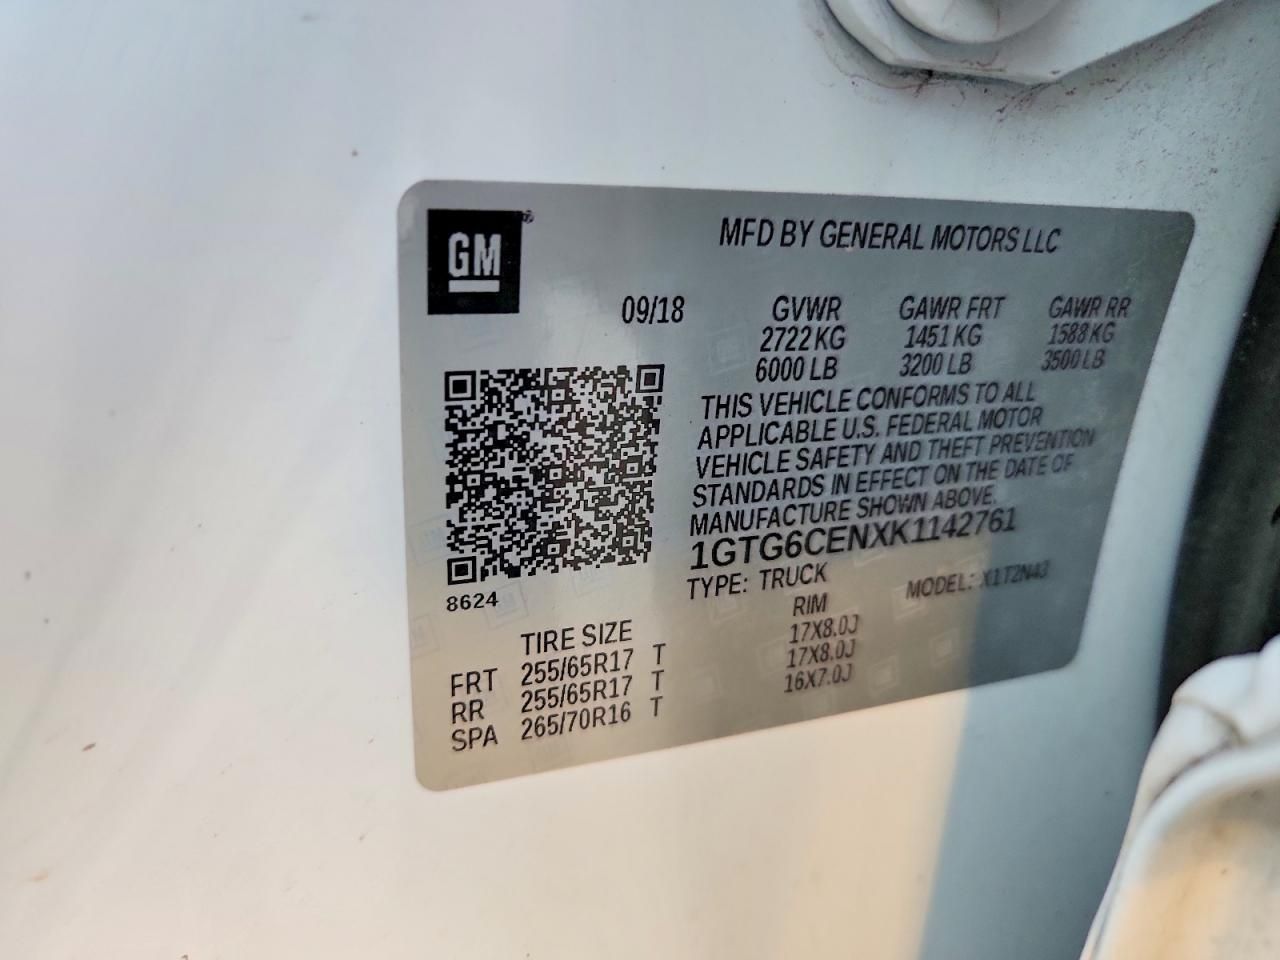 GM
MFD BY GENERAL MOTORS LLC
09/18 GVWR GAWR FRT GAWR RR
2722 KG 1451 KG 1588 KG
6000 LB 3200 LB 3500 LB
THIS VEHICLE CONFORMS TO ALL
APPLICABLE U.S. FEDERAL MOTOR
VEHICLE SAFETY AND THEFT PREVENTION
STANDARDS IN EFFECT ON THE DATE OF
MANUFACTURE SHOWN ABOVE.
1GTG6CENXK1142761
TYPE: TRUCK MODEL: X1T2N43
8624
TIRE SIZE RIM
FRT 255/65R17 T 17X8.0J
RR 255/65R17 T 17X8.0J
SPA 265/70R16 T 16X7.0J